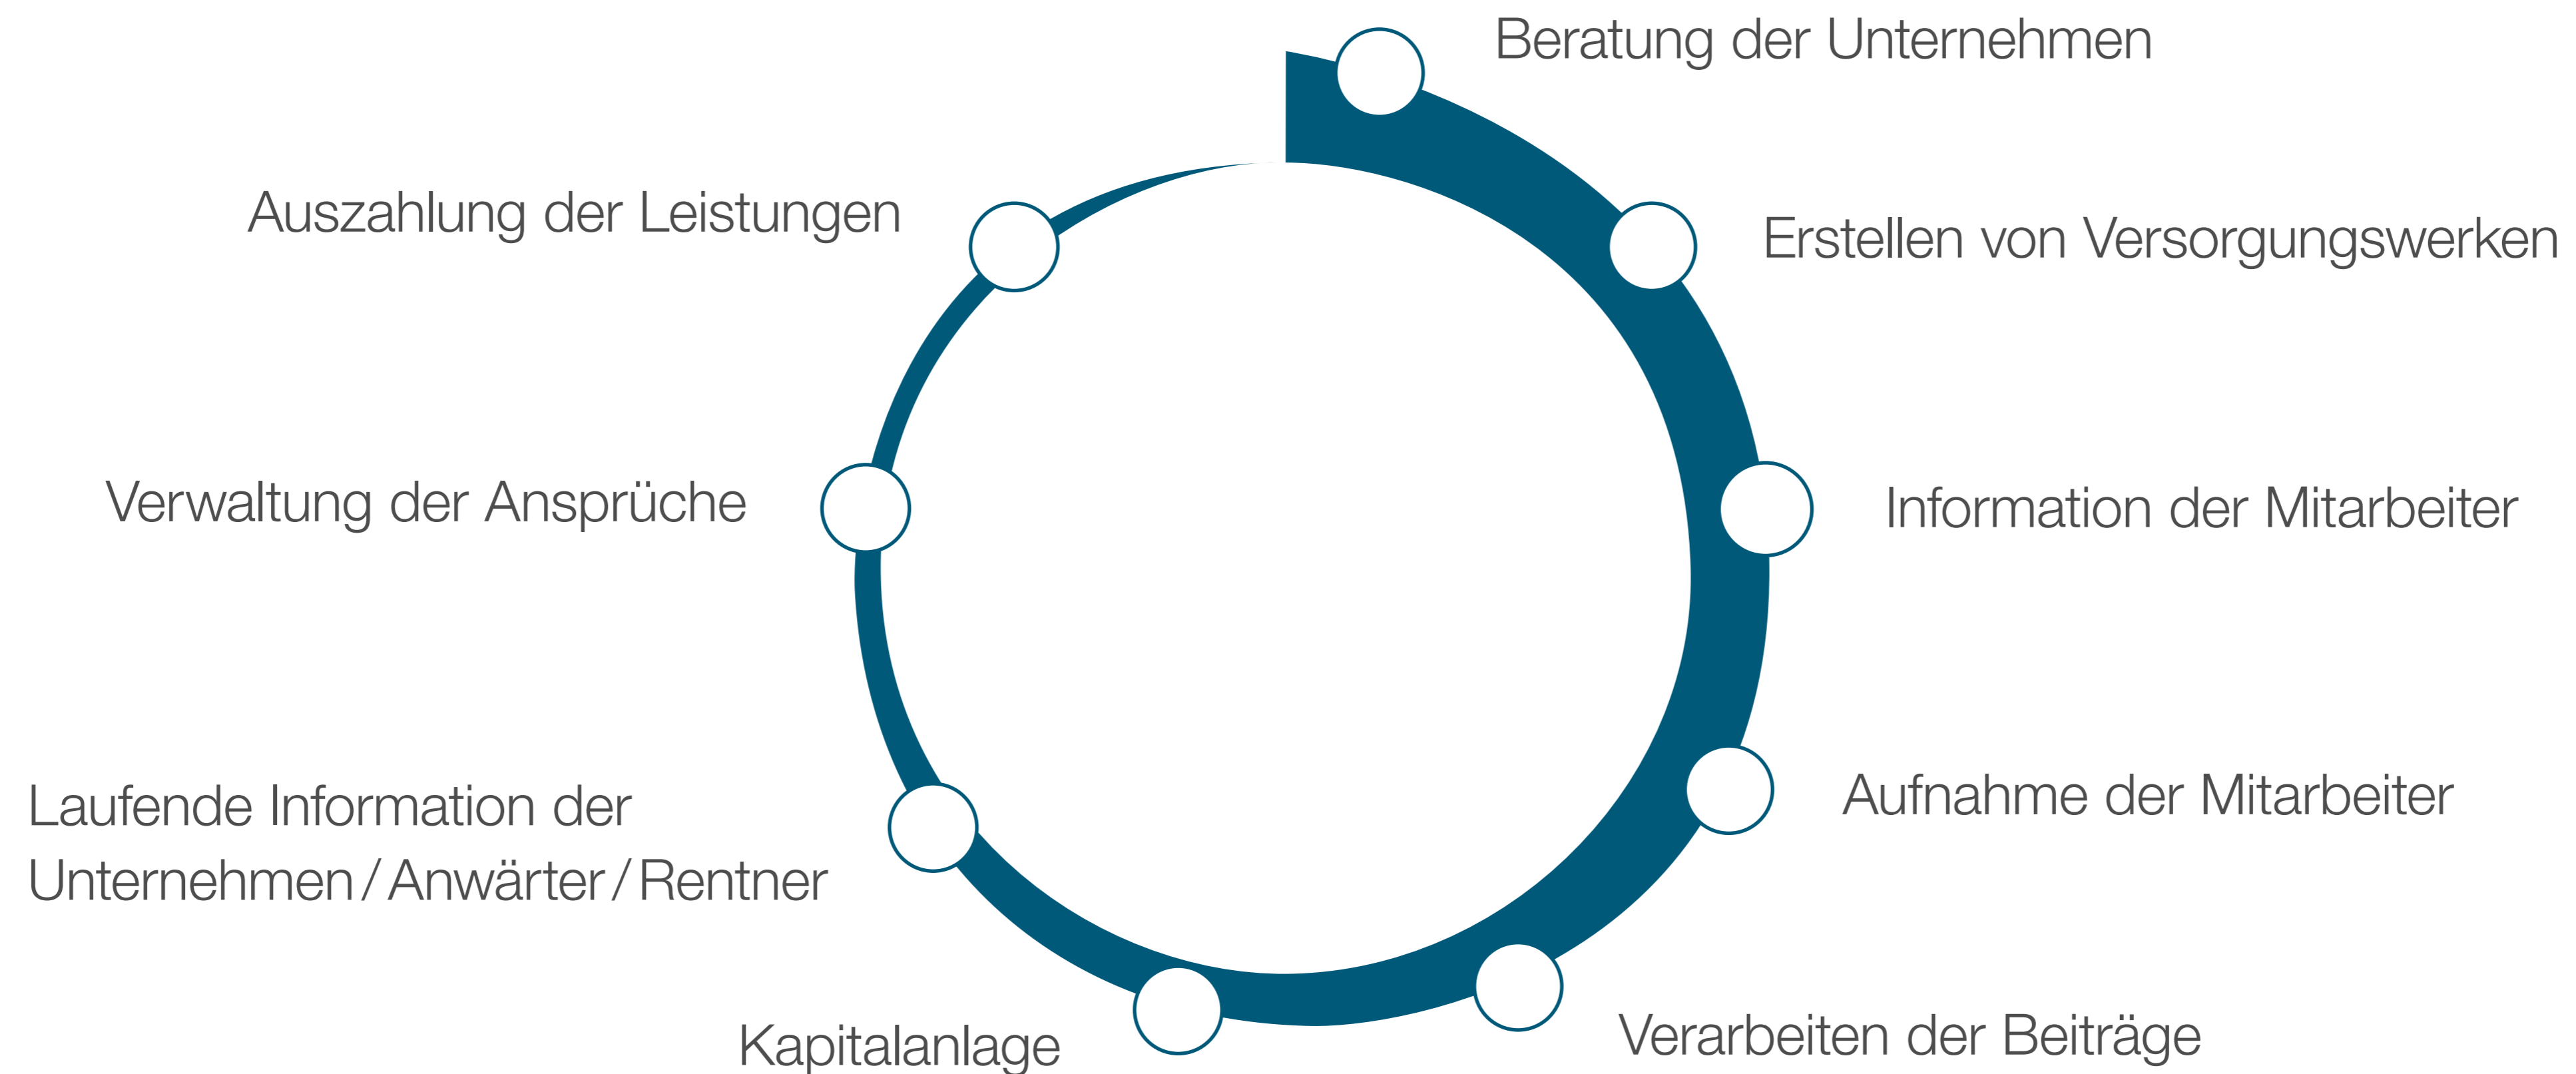 Beratung der Unternehmen
Erstellen von Versorgungswerken
Information der Mitarbeiter
Aufnahme der Mitarbeiter
Verarbeiten der Beiträge
Kapitalanlage
Laufende Information der
Unternehmen / Anwärter / Rentner
Verwaltung der Ansprüche
Auszahlung der Leistungen